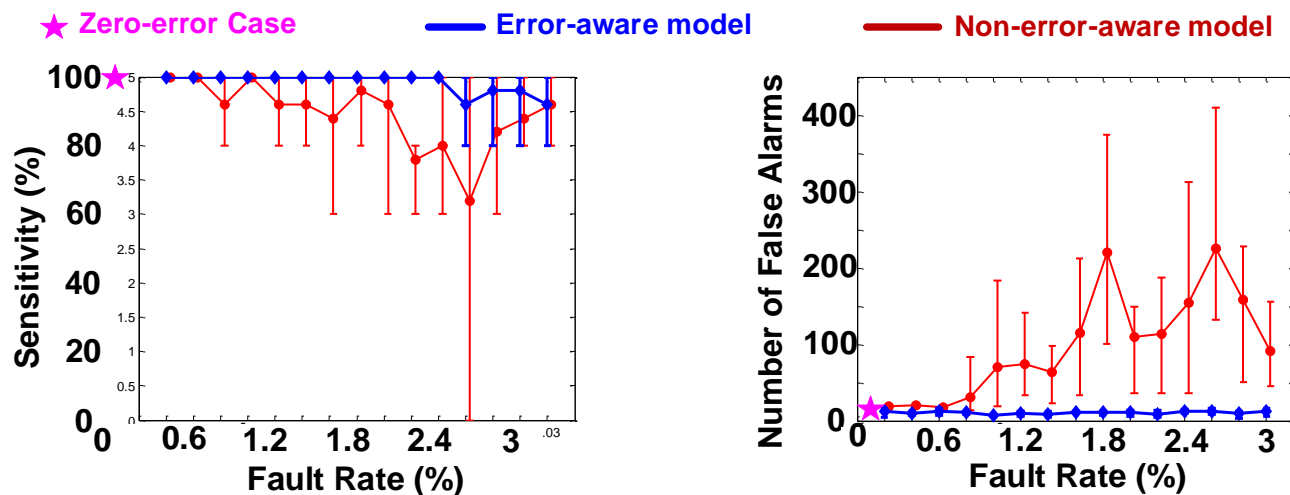 Zero-error Case
Error-aware model
Non-error-aware model
Sensitivity (%)
100
80
60
40
20
0
5
4.5
4
3.5
3
2.5
2
1.5
1
0.5
0
0 0.6 1.2 1.8 2.4 3 .03
Fault Rate (%)
Number of False Alarms
400
300
200
100
0
0 0.6 1.2 1.8 2.4 3
Fault Rate (%)